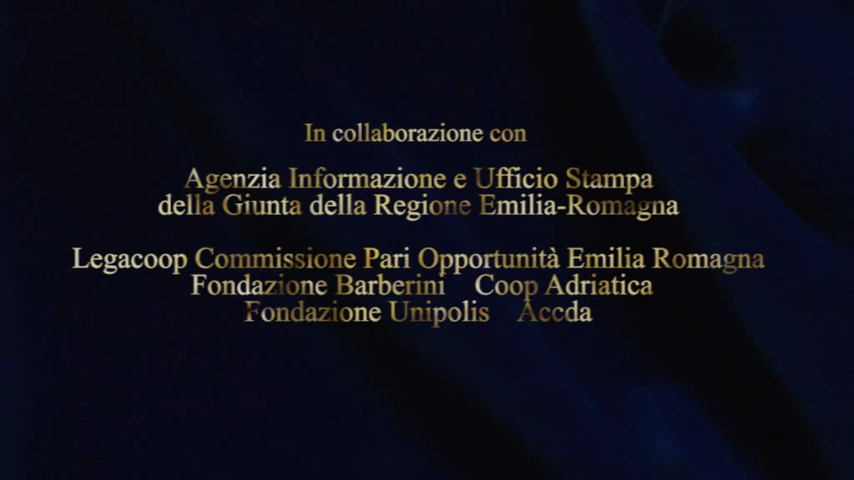 In collaborazione con
Agenzia Informazione e Ufficio Stampa
della Giunta della Regione Emilia-Romagna
Legacoop Commissione Pari Opportunità Emilia Romagna
Fondazione Barberini Coop Adriatica
Fondazione Unipolis Accda